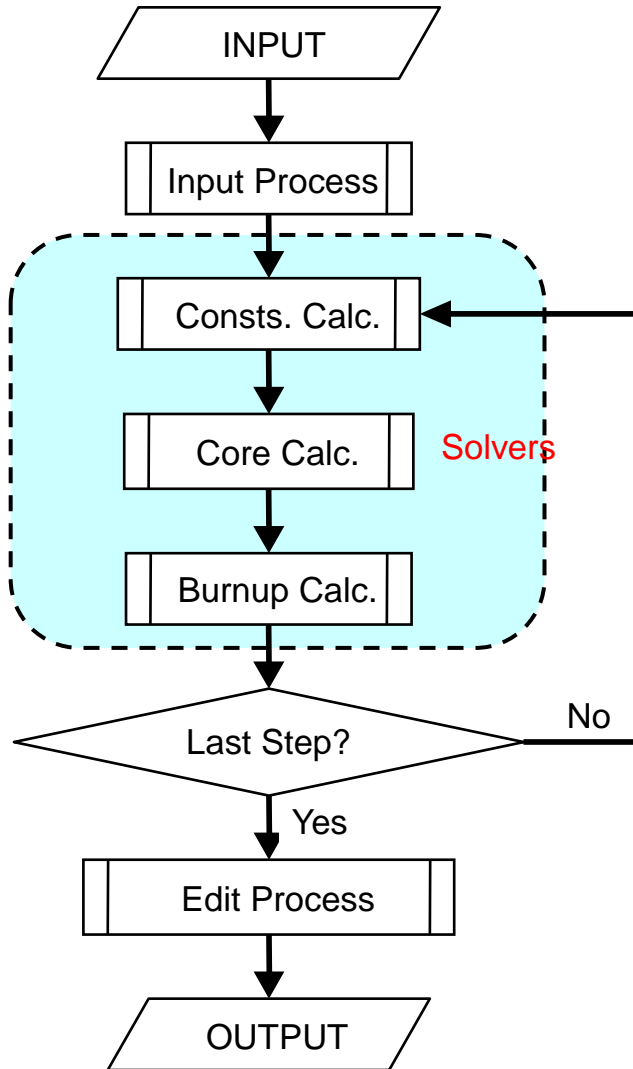 INPUT
Input Process
Consts. Calc.
Core Calc.
Solvers
Burnup Calc.
Last Step?
No
Yes
Edit Process
OUTPUT